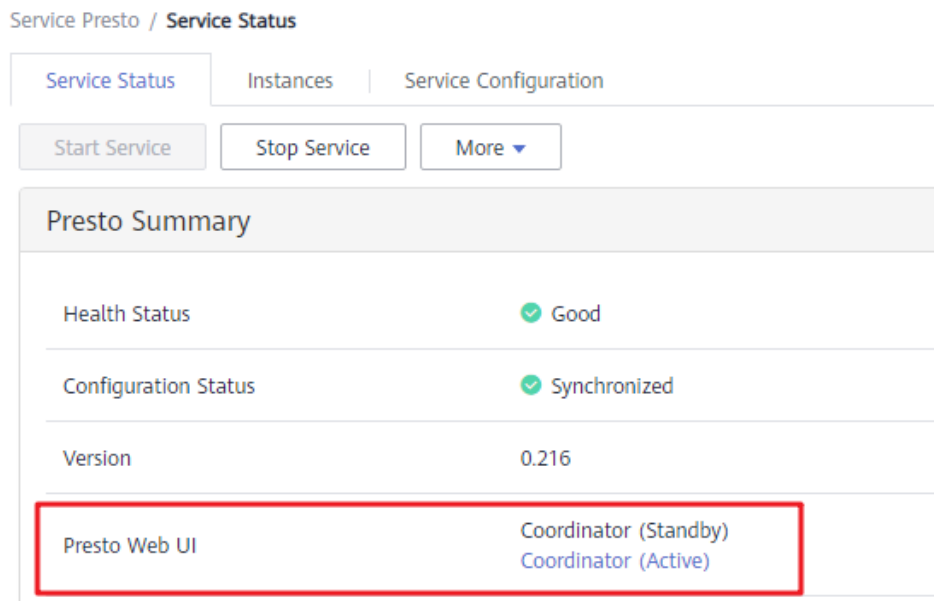 Service Presto / Service Status
Service Status Instances Service Configuration
Start Service Stop Service More
Presto Summary
Health Status Good
Configuration Status Synchronized
Version 0.216
Presto Web UI Coordinator (Standby)
Coordinator (Active)